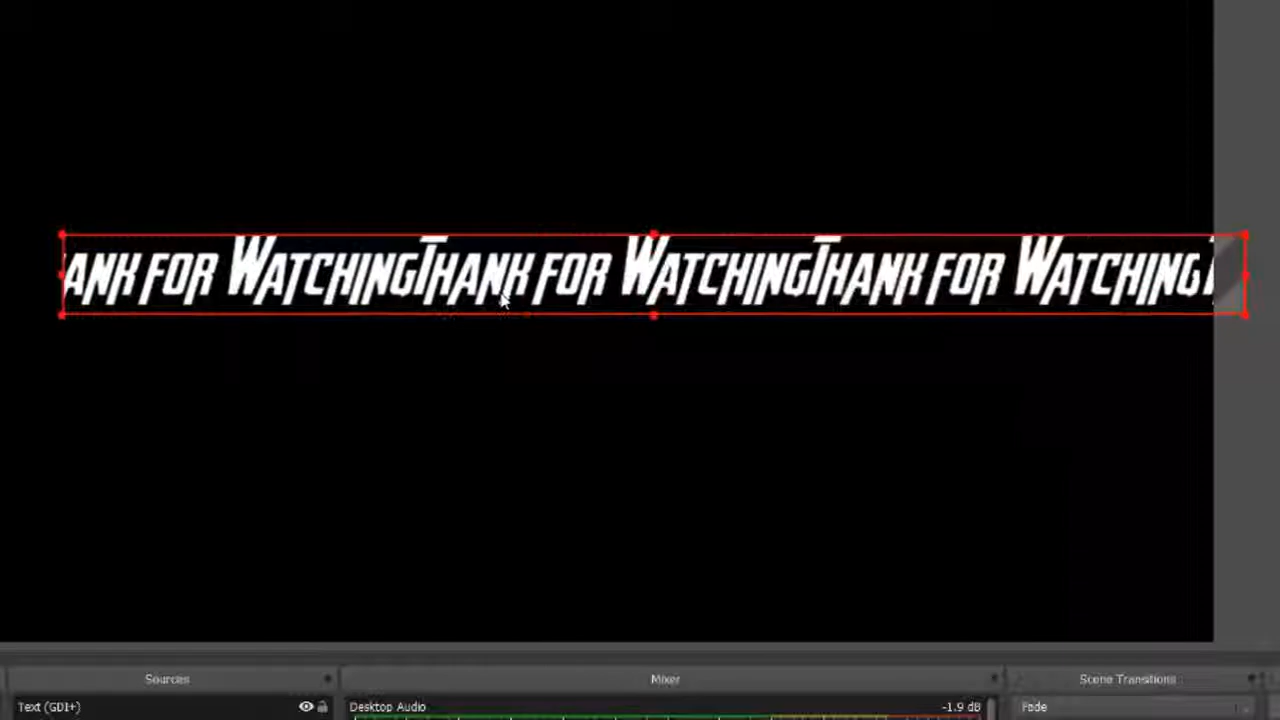 ANK FOR WATCHINGTHANK FOR WATCHINGTHANK FOR WATCHING
Sources
Mixer
Scene Transitions
Text (GDI+)
Desktop Audio
-1.9 dB
Fade